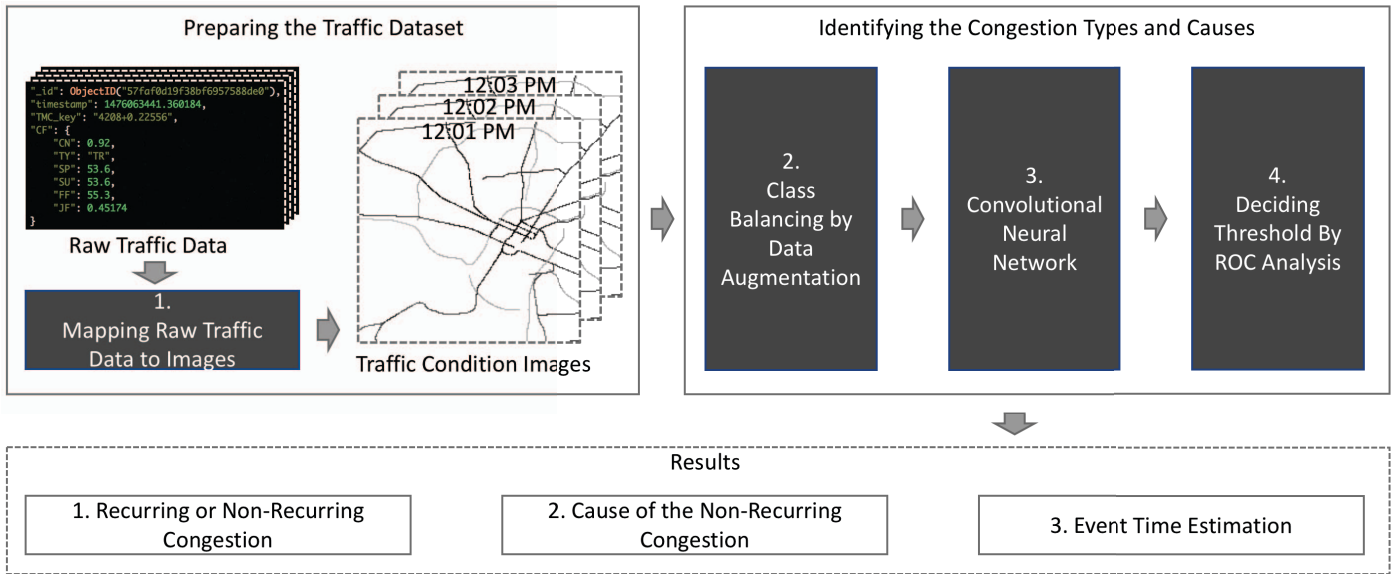 Preparing the Traffic Dataset
"_id": ObjectID("57faf0d19f38bf6957588de0"),
"timestamp": 1476063441.360184,
"TMC_key": "4208+0.22556",
"CF": {
"CN": 0.92,
"TY": "TR",
"SP": 53.6,
"SU": 53.6,
"FF": 55.3,
"JF": 0.45174
}
Raw Traffic Data
1.
Mapping Raw Traffic
Data to Images
12:03 PM
12:02 PM
12:01 PM
Traffic Condition Images
Identifying the Congestion Types and Causes
2.
Class
Balancing by
Data
Augmentation
3.
Convolutional
Neural
Network
4.
Deciding
Threshold By
ROC Analysis
Results
1. Recurring or Non-Recurring
Congestion
2. Cause of the Non-Recurring
Congestion
3. Event Time Estimation